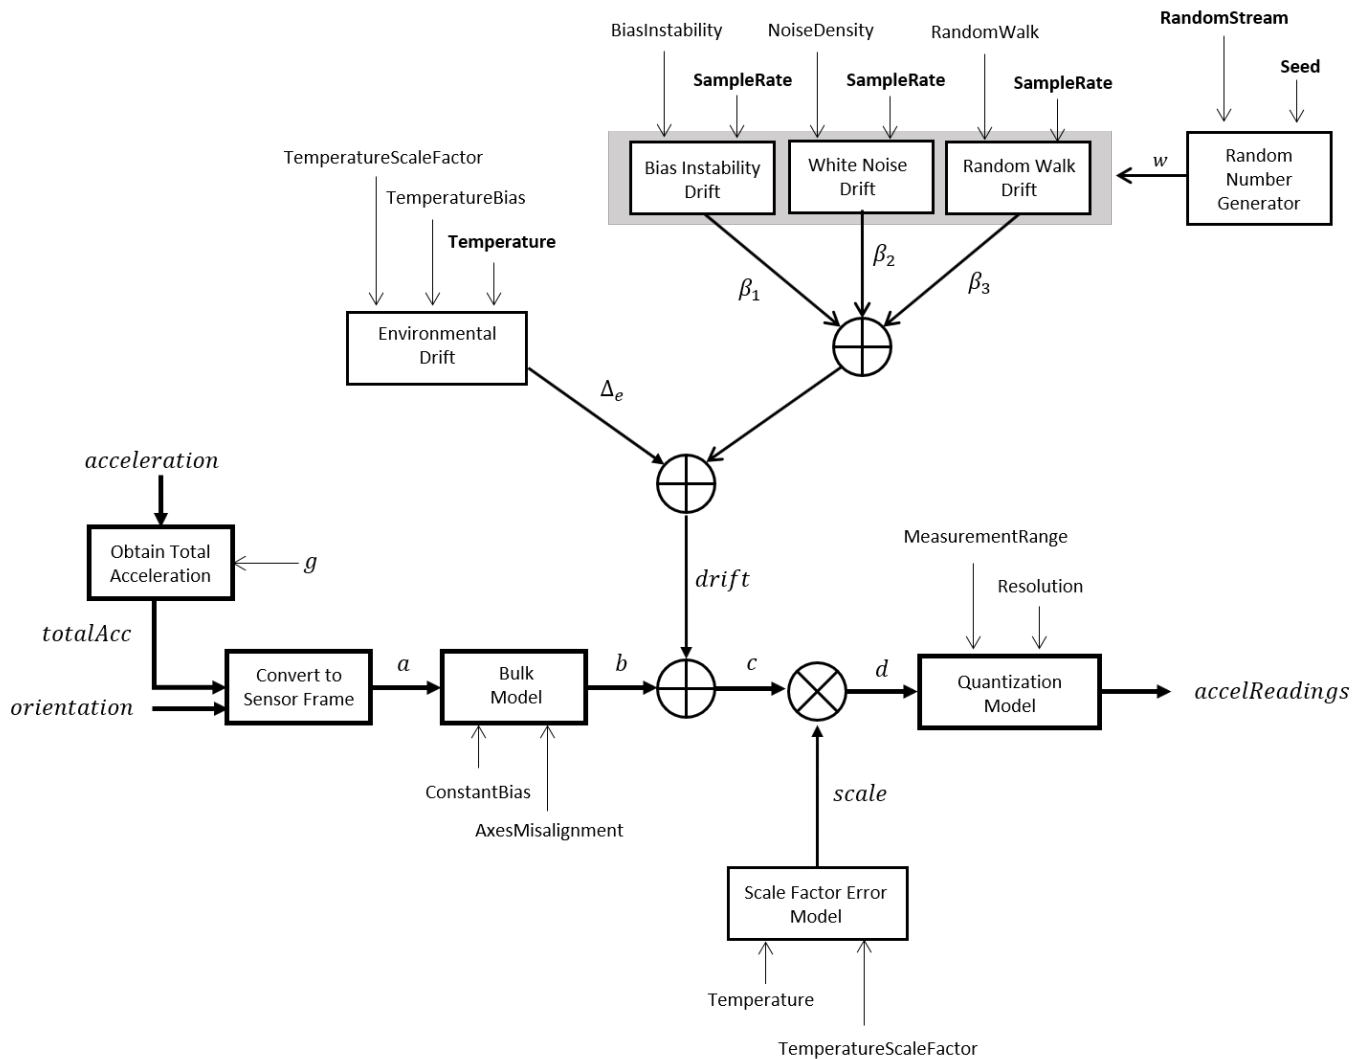 RandomStream
BiasInstability
NoiseDensity
RandomWalk
Seed
SampleRate
SampleRate
SampleRate
TemperatureScaleFactor
Bias Instability
Drift
White Noise
Drift
Random Walk
Drift
w
Random
Number
Generator
TemperatureBias
Temperature
β1
β2
β3
Environmental
Drift
Δe
acceleration
Obtain Total
Acceleration
g
drift
MeasurementRange
Resolution
totalAcc
orientation
Convert to
Sensor Frame
a
Bulk
Model
b
c
d
Quantization
Model
accelReadings
ConstantBias
AxesMisalignment
scale
Scale Factor Error
Model
Temperature
TemperatureScaleFactor